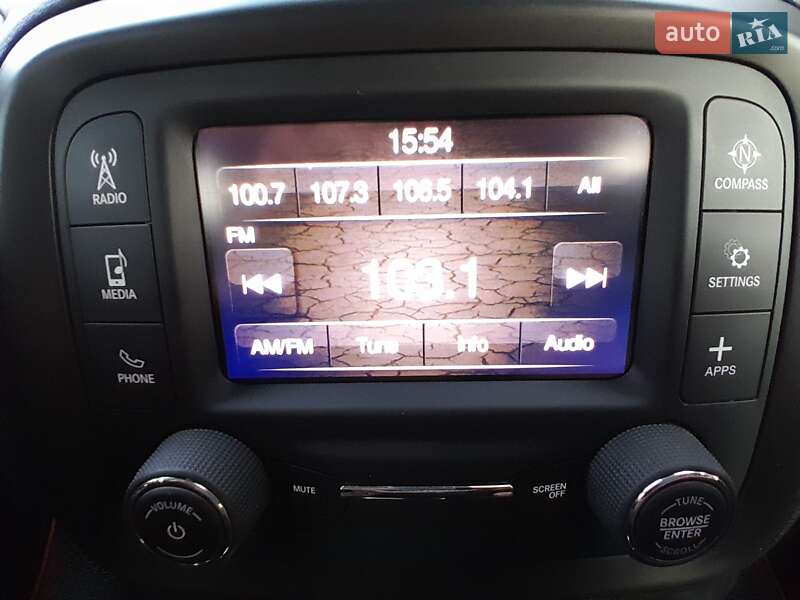 auto RIA .com
15:54
100.7 107.3 106.5 104.1 All
FM
103.1
AM/FM Tune Info Audio
RADIO
MEDIA
PHONE
COMPASS
SETTINGS
APPS
VOLUME
MUTE
SCREEN
OFF
TUNE
BROWSE
ENTER
SCROLL
N